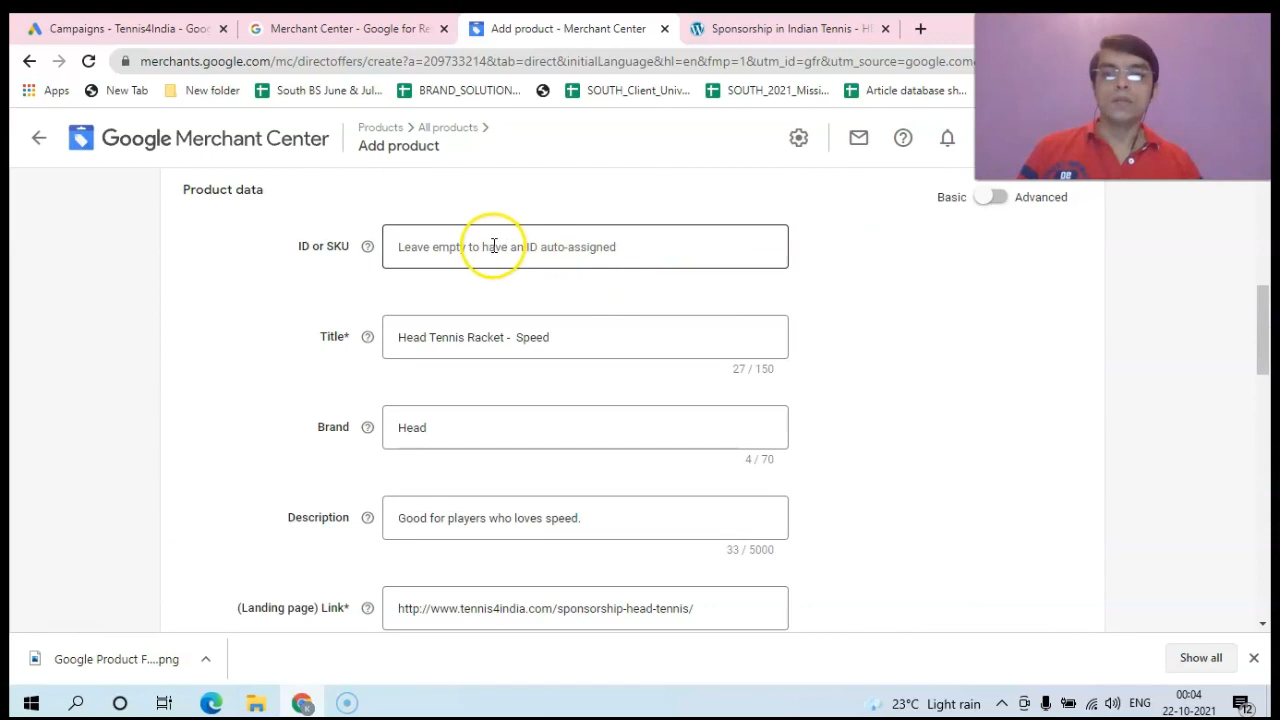 Campaigns - Tennis4India - Goo
Merchant Center - Google for Re
Add product - Merchant Center
Sponsorship in Indian Tennis - H
merchants.google.com/mc/directoffers/create?a=209733214&tab=direct&initialLanguage&hl=en&fmp=1&utm_id=gfr&utm_source=google.com
Apps
New Tab
New folder
South BS June & Jul...
BRAND_SOLUTION...
SOUTH_Client_Univ...
SOUTH_2021_Missi...
Article database sh...
Google Merchant Center
Products
All products
Add product
Product data
Basic
Advanced
ID or SKU
Leave empty to have an ID auto-assigned
Title*
Head Tennis Racket -  Speed
27 / 150
Brand
Head
4 / 70
Description
Good for players who loves speed.
33 / 5000
(Landing page) Link*
http://www.tennis4india.com/sponsorship-head-tennis/
Google Product F....png
Show all
23°C Light rain
ENG
00:04
22-10-2021
12